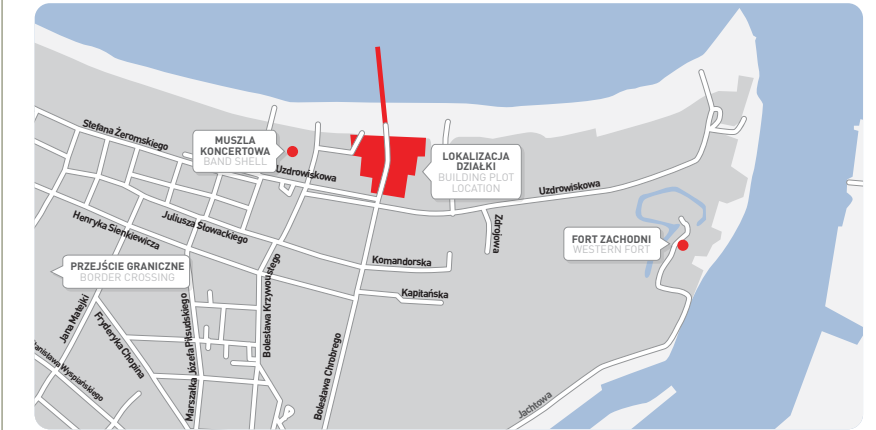 Stefana Żeromskiego
MUSZLA
KONCERTOWA
BAND SHELL
Uzdrowiskowa
LOKALIZACJA
DZIAŁKI
BUILDING PLOT
LOCATION
Uzdrowiskowa
Henryka Sienkiewicza
Juliusza Słowackiego
Zdrojowa
FORT ZACHODNI
WESTERN FORT
PRZEJŚCIE GRANICZNE
BORDER CROSSING
Komandorska
Kapitańska
Jana Matejki
Fryderyka Chopina
Marszałka Józefa Piłsudskiego
Bolesława Krzywoustego
Bolesława Chrobrego
Stanisława Wyspiańskiego
Jachtowa